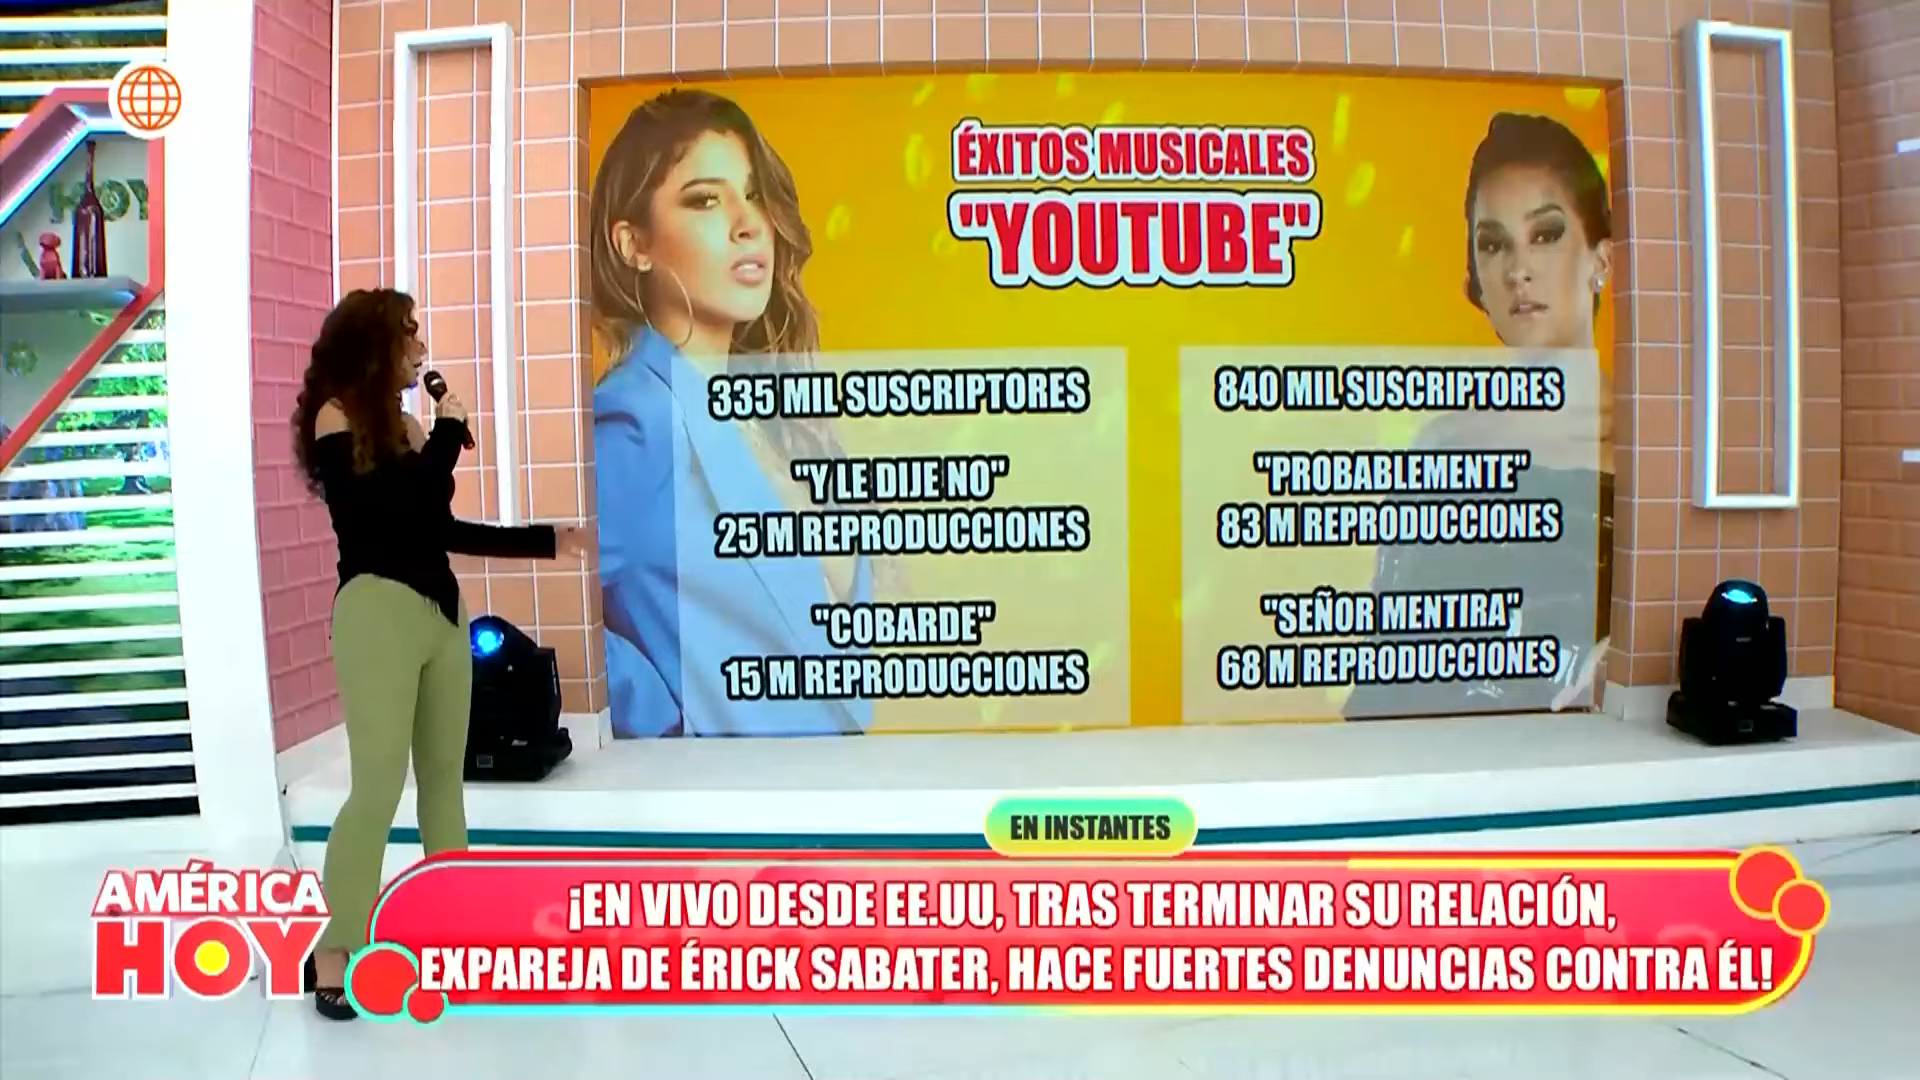 HOY
ÉXITOS MUSICALES
"YOUTUBE"
335 MIL SUSCRIPTORES
"Y LE DIJE NO"
25 M REPRODUCCIONES
"COBARDE"
15 M REPRODUCCIONES
840 MIL SUSCRIPTORES
"PROBABLEMENTE"
83 M REPRODUCCIONES
"SEÑOR MENTIRA"
68 M REPRODUCCIONES
EN INSTANTES
AMÉRICA
HOY
¡EN VIVO DESDE EE.UU, TRAS TERMINAR SU RELACIÓN,
EXPAREJA DE ÉRICK SABATER, HACE FUERTES DENUNCIAS CONTRA ÉL!